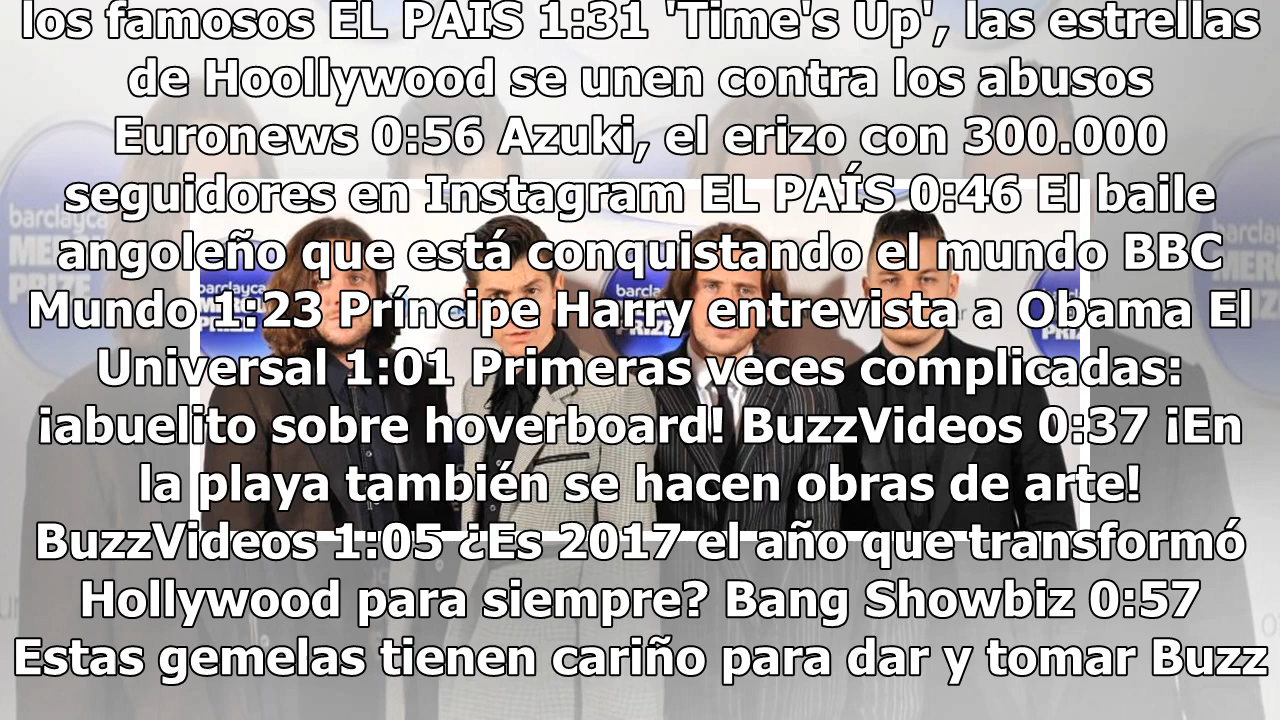 los famosos EL PAÍS 1:31 'Time's Up', las estrellas
de Hoollywood se unen contra los abusos
Euronews 0:56 Azuki, el erizo con 300.000
seguidores en Instagram EL PAÍS 0:46 El baile
angoleño que está conquistando el mundo BBC
Mundo 1:23 Príncipe Harry entrevista a Obama El
Universal 1:01 Primeras veces complicadas:
¡abuelito sobre hoverboard! BuzzVideos 0:37 ¡En
la playa también se hacen obras de arte!
BuzzVideos 1:05 ¿Es 2017 el año que transformó
Hollywood para siempre? Bang Showbiz 0:57
Estas gemelas tienen cariño para dar y tomar Buzz